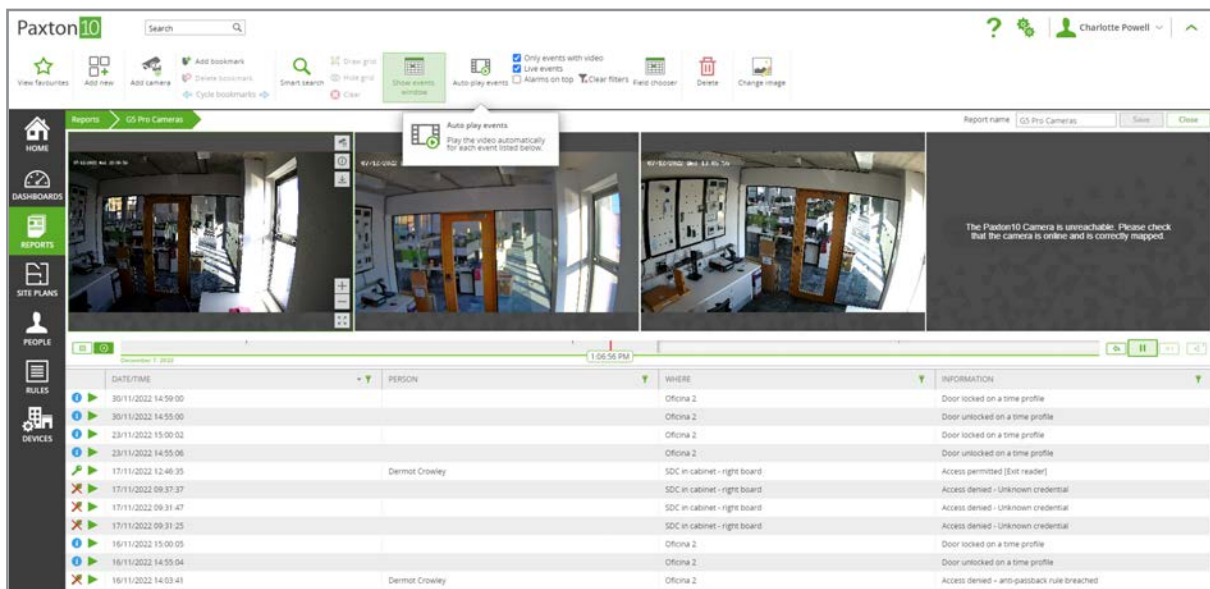 Paxton 10
Search
Charlotte Powell
View favourites
Add new
Add camera
Add bookmark
Delete bookmark
Cycle bookmarks
Smart search
Draw grid
Hide grid
Clear
Show events window
Auto play events
Only events with video
Live events
Alarms on top
Clear filters
Field chooser
Delete
Change image
Reports
G5 Pro Cameras
Auto play events
Play the video automatically
for each event listed below.
Report name
G5 Pro Cameras
Save
Close
HOME
DASHBOARDS
REPORTS
SITE PLANS
PEOPLE
RULES
DEVICES
The Paxton10 Camera is unreachable. Please check
that the camera is online and is correctly mapped.
December 7, 2022
1:06:56 PM
DATE/TIME PERSON WHERE INFORMATION
30/11/2022 14:59:00 Oficina 2 Door locked on a time profile
30/11/2022 14:55:00 Oficina 2 Door unlocked on a time profile
23/11/2022 15:00:02 Oficina 2 Door locked on a time profile
23/11/2022 14:55:06 Oficina 2 Door unlocked on a time profile
17/11/2022 12:46:35 Dermot Crowley SDC in cabinet - right board Access permitted [Exit reader]
17/11/2022 09:37:37 SDC in cabinet - right board Access denied - Unknown credential
17/11/2022 09:31:47 SDC in cabinet - right board Access denied - Unknown credential
17/11/2022 09:31:25 SDC in cabinet - right board Access denied - Unknown credential
16/11/2022 15:00:05 Oficina 2 Door locked on a time profile
16/11/2022 14:55:04 Oficina 2 Door unlocked on a time profile
16/11/2022 14:03:41 Dermot Crowley Oficina 2 Access denied – anti-passback rule breached